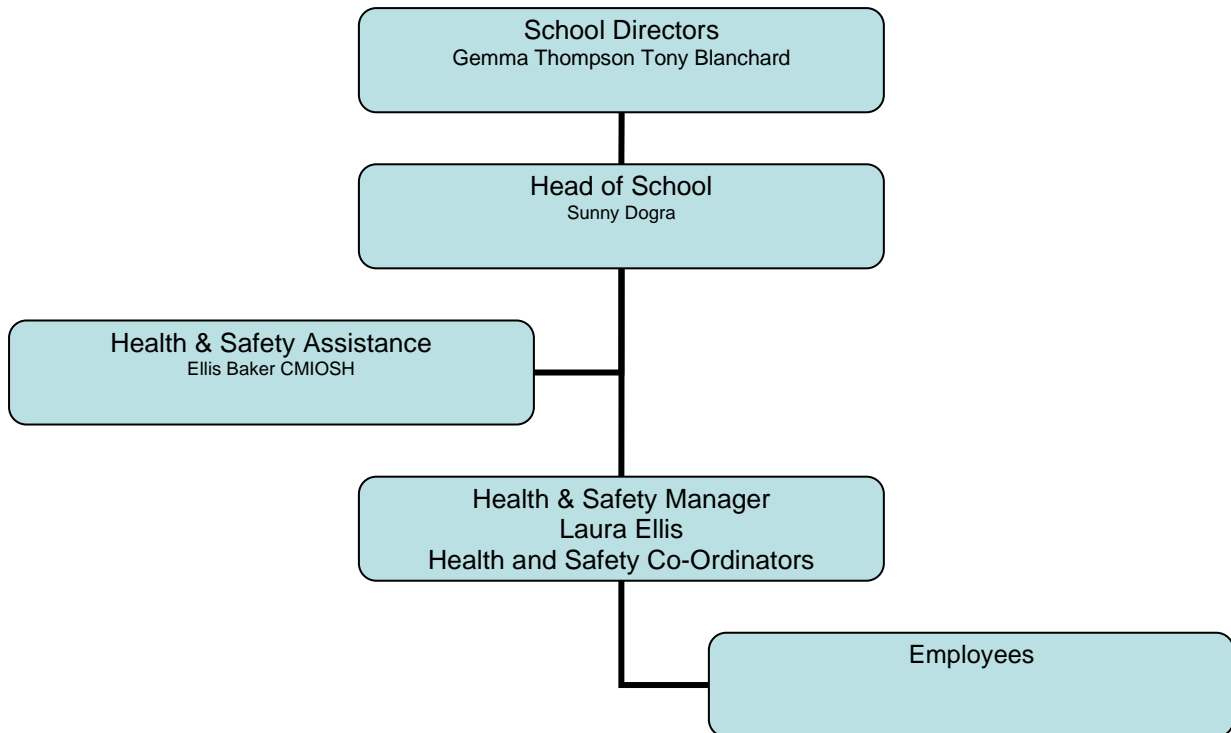 School Directors
Gemma Thompson Tony Blanchard
Head of School
Sunny Dogra
Health & Safety Assistance
Ellis Baker CMIOSH
Health & Safety Manager
Laura Ellis
Health and Safety Co-Ordinators
Employees